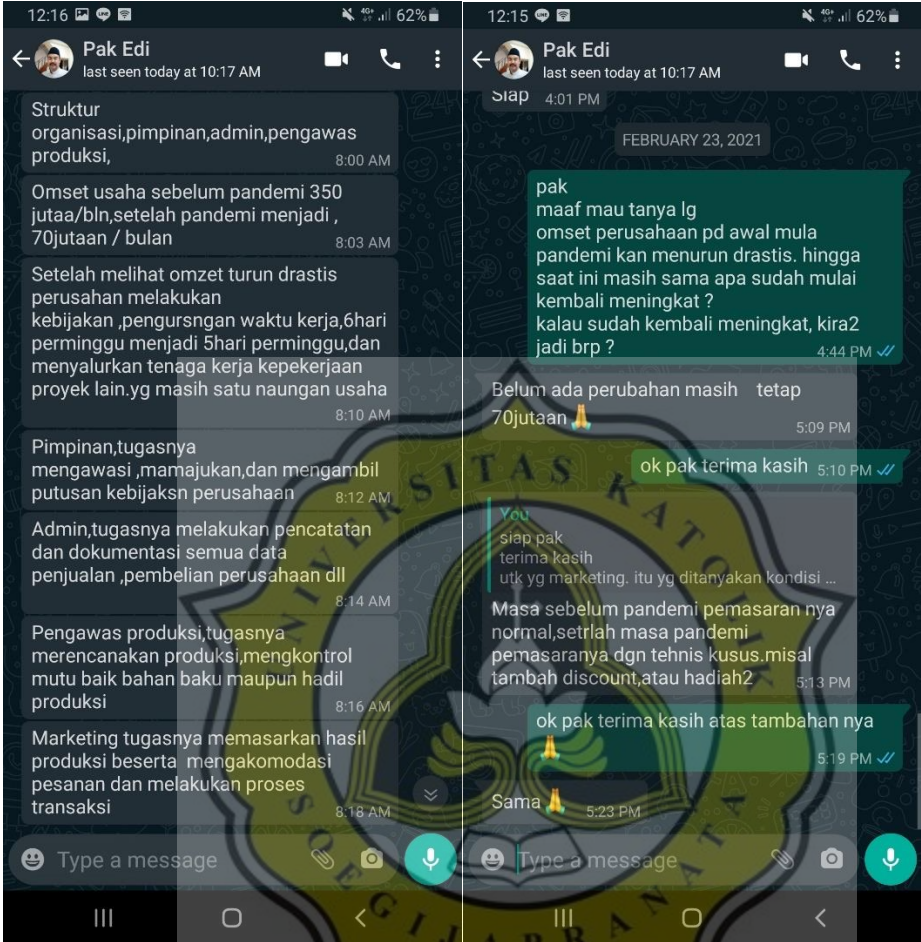 12:16
4G+
62%
Pak Edi
last seen today at 10:17 AM
Struktur
organisasi,pimpinan,admin,pengawas
produksi,
8:00 AM
Omset usaha sebelum pandemi 350
jutaa/bln,setelah pandemi menjadi ,
70jutaan / bulan
8:03 AM
Setelah melihat omzet turun drastis
perusahan melakukan
kebijakan ,pengursngan waktu kerja,6hari
perminggu menjadi 5hari perminggu,dan
menyalurkan tenaga kerja kepekerjaan
proyek lain.yg masih satu naungan usaha
8:10 AM
Pimpinan,tugasnya
mengawasi ,mamajukan,dan mengambil
putusan kebijaksn perusahaan
8:12 AM
Admin,tugasnya melakukan pencatatan
dan dokumentasi semua data
penjualan ,pembelian perusahaan dll
8:14 AM
Pengawas produksi,tugasnya
merencanakan produksi,mengkontrol
mutu baik bahan baku maupun hadil
produksi
8:16 AM
Marketing tugasnya memasarkan hasil
produksi beserta mengakomodasi
pesanan dan melakukan proses
transaksi
8:18 AM
Type a message
12:15
LINE
4G+
62%
Pak Edi
last seen today at 10:17 AM
Siap
4:01 PM
FEBRUARY 23, 2021
pak
maaf mau tanya lg
omset perusahaan pd awal mula
pandemi kan menurun drastis. hingga
saat ini masih sama apa sudah mulai
kembali meningkat ?
kalau sudah kembali meningkat, kira2
jadi brp ?
4:44 PM
Belum ada perubahan masih tetap
70jutaan🙏
5:09 PM
ok pak terima kasih
5:10 PM
You
siap pak
terima kasih
utk yg marketing. itu yg ditanyakan kondisi ...
Masa sebelum pandemi pemasaran nya
normal,setrlah masa pandemi
pemasaranya dgn tehnis kusus.misal
tambah discount,atau hadiah2
5:13 PM
ok pak terima kasih atas tambahan nya
🙏
5:19 PM
Sama🙏
5:23 PM
Type a message
UNIVERSITAS KATOLIK
SOEGIJAPRANATA